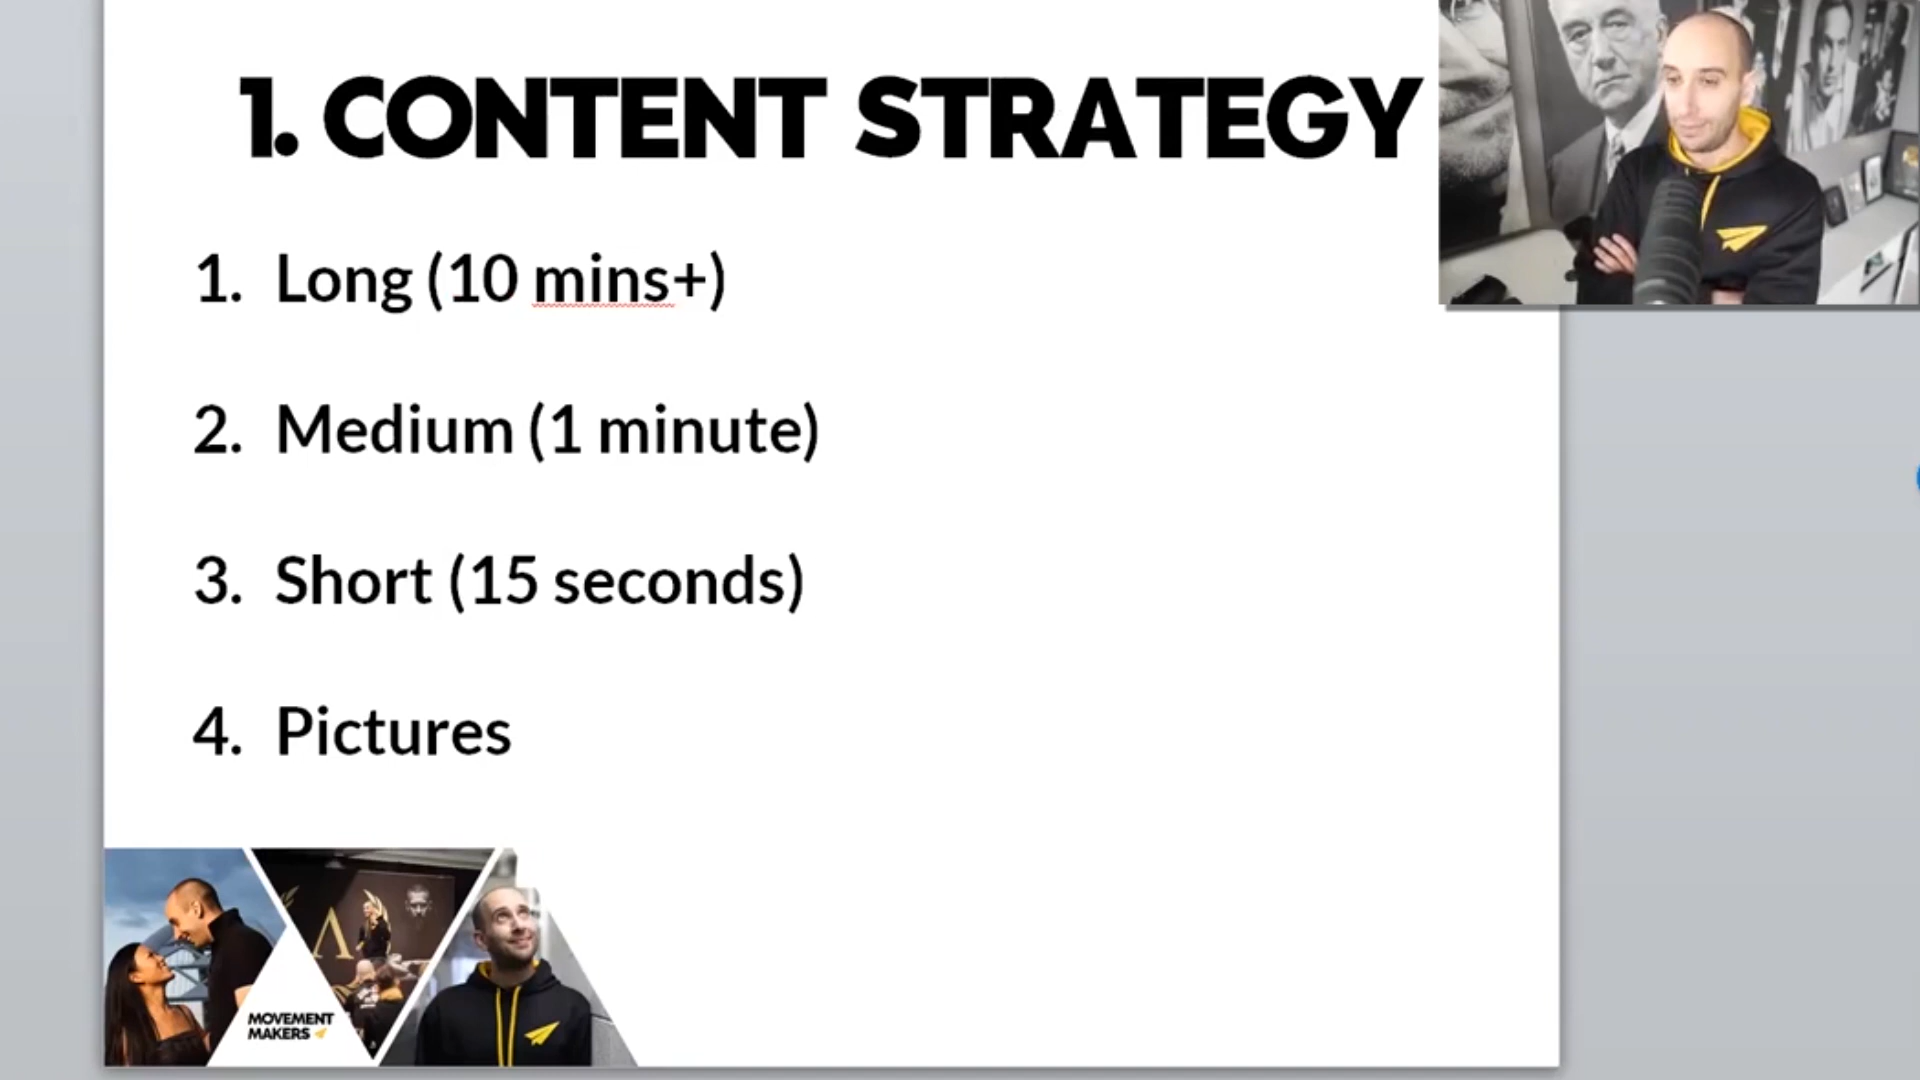 1. CONTENT STRATEGY
1. Long (10 mins+)
2. Medium (1 minute)
3. Short (15 seconds)
4. Pictures
MOVEMENT
MAKERS